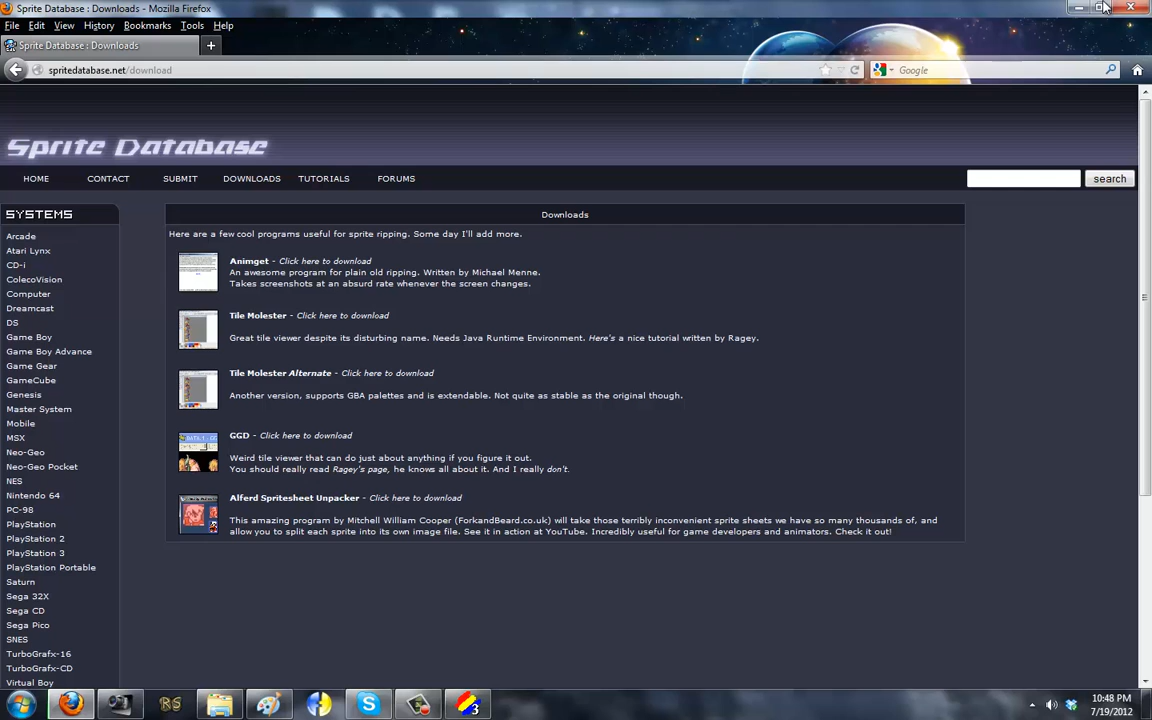 Sprite Database : Downloads - Mozilla Firefox
File Edit View History Bookmarks Tools Help
Sprite Database : Downloads
spritedatabase.net/download
Google
Sprite Database
HOME CONTACT SUBMIT DOWNLOADS TUTORIALS FORUMS search
SYSTEMS
Arcade
Atari Lynx
CD-i
ColecoVision
Computer
Dreamcast
DS
Game Boy
Game Boy Advance
Game Gear
GameCube
Genesis
Master System
Mobile
MSX
Neo-Geo
Neo-Geo Pocket
NES
Nintendo 64
PC-98
PlayStation
PlayStation 2
PlayStation 3
PlayStation Portable
Saturn
Sega 32X
Sega CD
Sega Pico
SNES
TurboGrafx-16
TurboGrafx-CD
Virtual Boy
Downloads
Here are a few cool programs useful for sprite ripping. Some day I'll add more.
Animget - Click here to download
An awesome program for plain old ripping. Written by Michael Menne.
Takes screenshots at an absurd rate whenever the screen changes.
Tile Molester - Click here to download
Great tile viewer despite its disturbing name. Needs Java Runtime Environment. Here's a nice tutorial written by Ragey.
Tile Molester Alternate - Click here to download
Another version, supports GBA palettes and is extendable. Not quite as stable as the original though.
GGD - Click here to download
Weird tile viewer that can do just about anything if you figure it out.
You should really read Ragey's page, he knows all about it. And I really don't.
Alferd Spritesheet Unpacker - Click here to download
This amazing program by Mitchell William Cooper (ForkandBeard.co.uk) will take those terribly inconvenient sprite sheets we have so many thousands of, and
allow you to split each sprite into its own image file. See it in action at YouTube. Incredibly useful for game developers and animators. Check it out!
RS
3
10:48 PM
7/19/2012